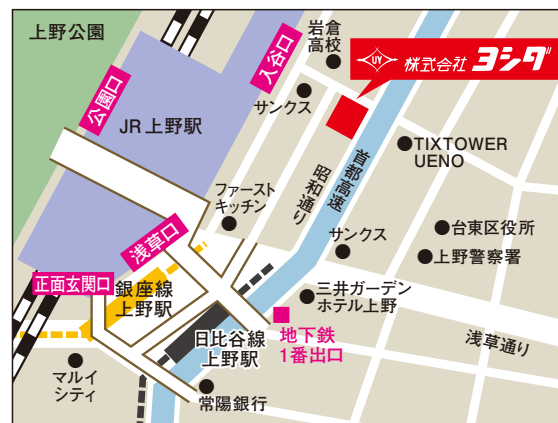 上野公園
岩倉
高校
UY
株式会社 ヨシダ
入谷口
公園口
サンクス
JR上野駅
TIXTOWER
UENO
首都高速
昭和通り
ファースト
キッチン
サンクス
台東区役所
上野警察署
浅草口
正面玄関口
銀座線
上野駅
三井ガーデン
ホテル上野
日比谷線
上野駅
地下鉄
1番出口
浅草通り
マルイ
シティ
常陽銀行